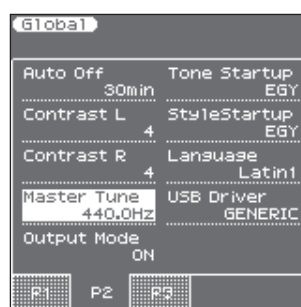 Global
Auto Off
30min
Tone Startup
EGY
Contrast L
4
StyleStartup
EGY
Contrast R
4
Language
Latin1
Master Tune
440.0Hz
USB Driver
GENERIC
Output Mode
ON
P1 P2 P3